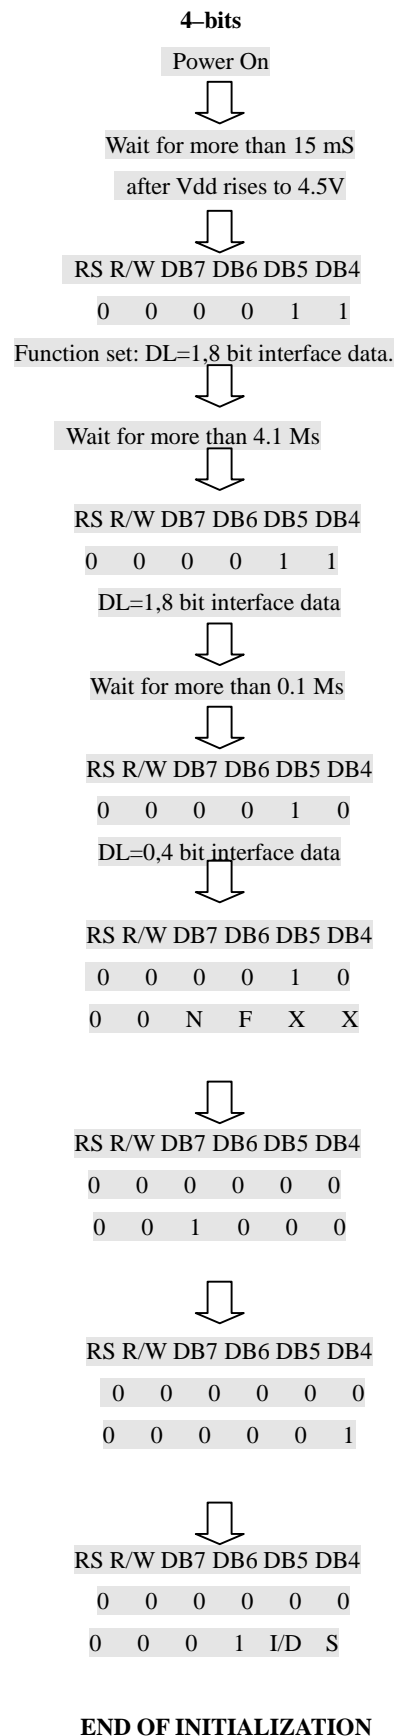 4–bits
Power On
Wait for more than 15 mS
after Vdd rises to 4.5V
RS R/W DB7 DB6 DB5 DB4
0 0 0 0 1 1
Function set: DL=1,8 bit interface data.
Wait for more than 4.1 Ms
RS R/W DB7 DB6 DB5 DB4
0 0 0 0 1 1
DL=1,8 bit interface data
Wait for more than 0.1 Ms
RS R/W DB7 DB6 DB5 DB4
0 0 0 0 1 0
DL=0,4 bit interface data
RS R/W DB7 DB6 DB5 DB4
0 0 0 0 1 0
0 0 N F X X
RS R/W DB7 DB6 DB5 DB4
0 0 0 0 0 0
0 0 1 0 0 0
RS R/W DB7 DB6 DB5 DB4
0 0 0 0 0 0
0 0 0 0 0 1
RS R/W DB7 DB6 DB5 DB4
0 0 0 0 0 0
0 0 0 1 I/D S
END OF INITIALIZATION